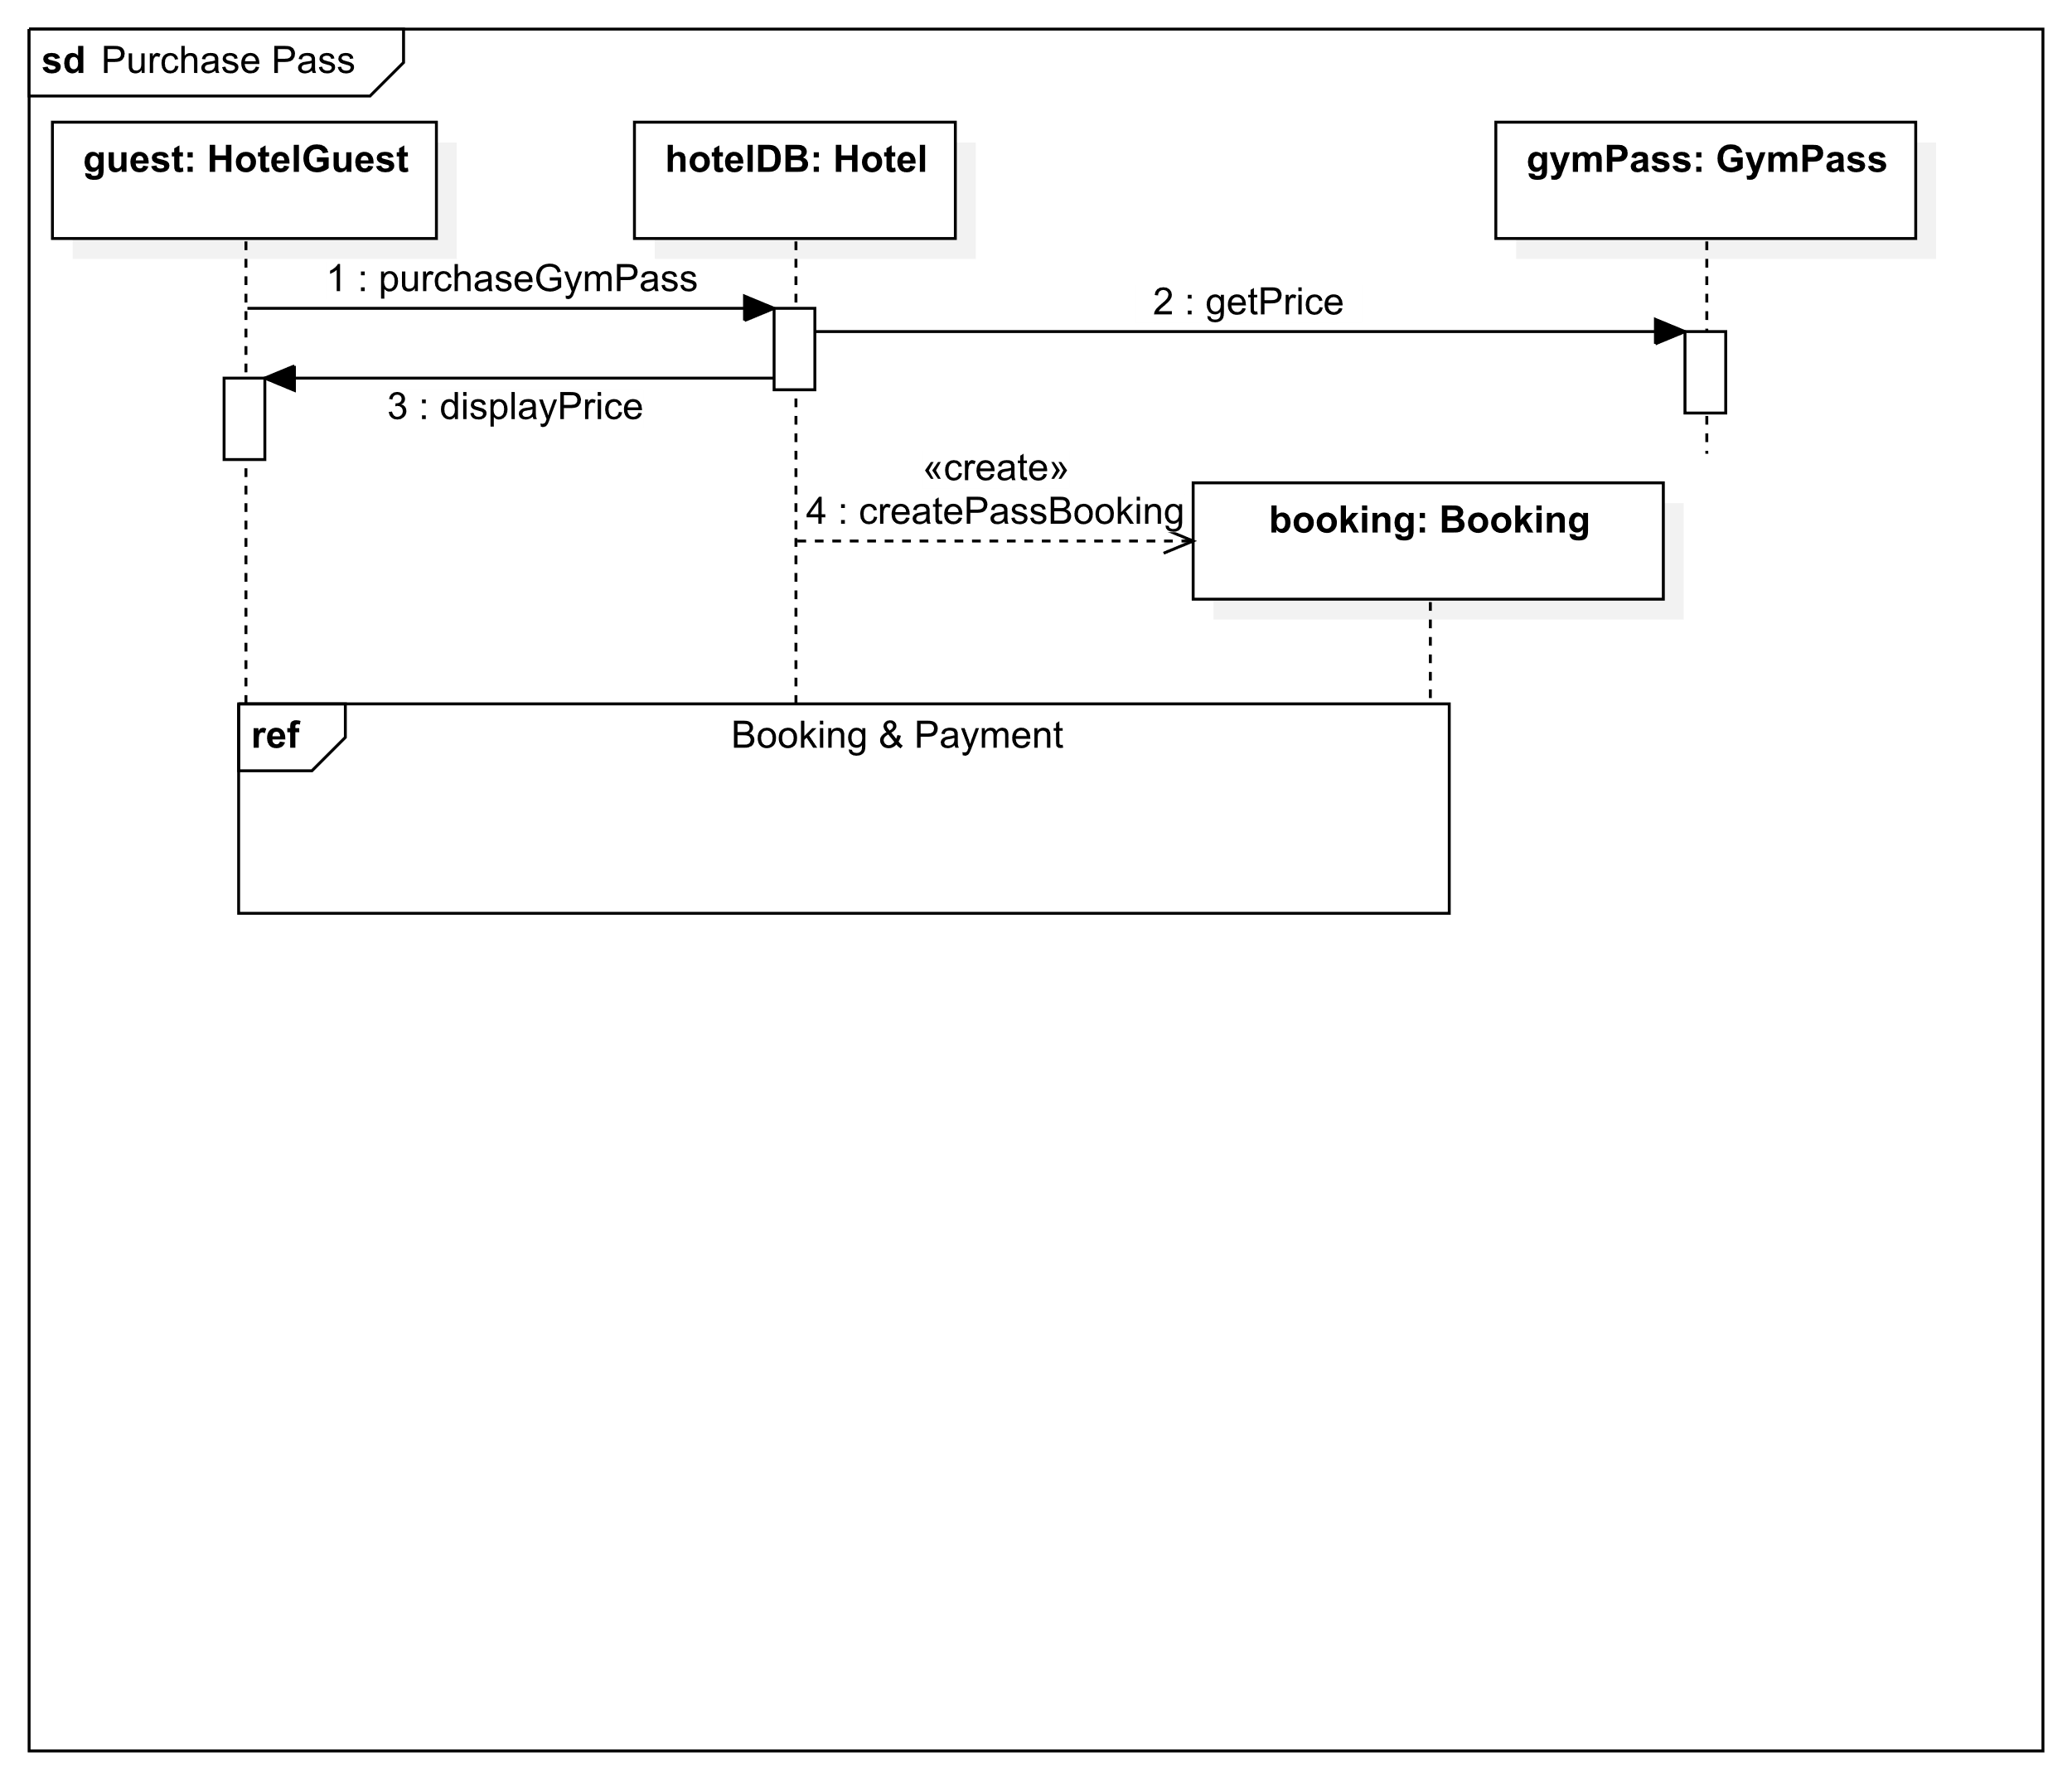 sd Purchase Pass
guest: HotelGuest
hotelDB: Hotel
gymPass: GymPass
1 : purchaseGymPass
2 : getPrice
3 : displayPrice
«create»
4 : createPassBooking
booking: Booking
ref
Booking & Payment